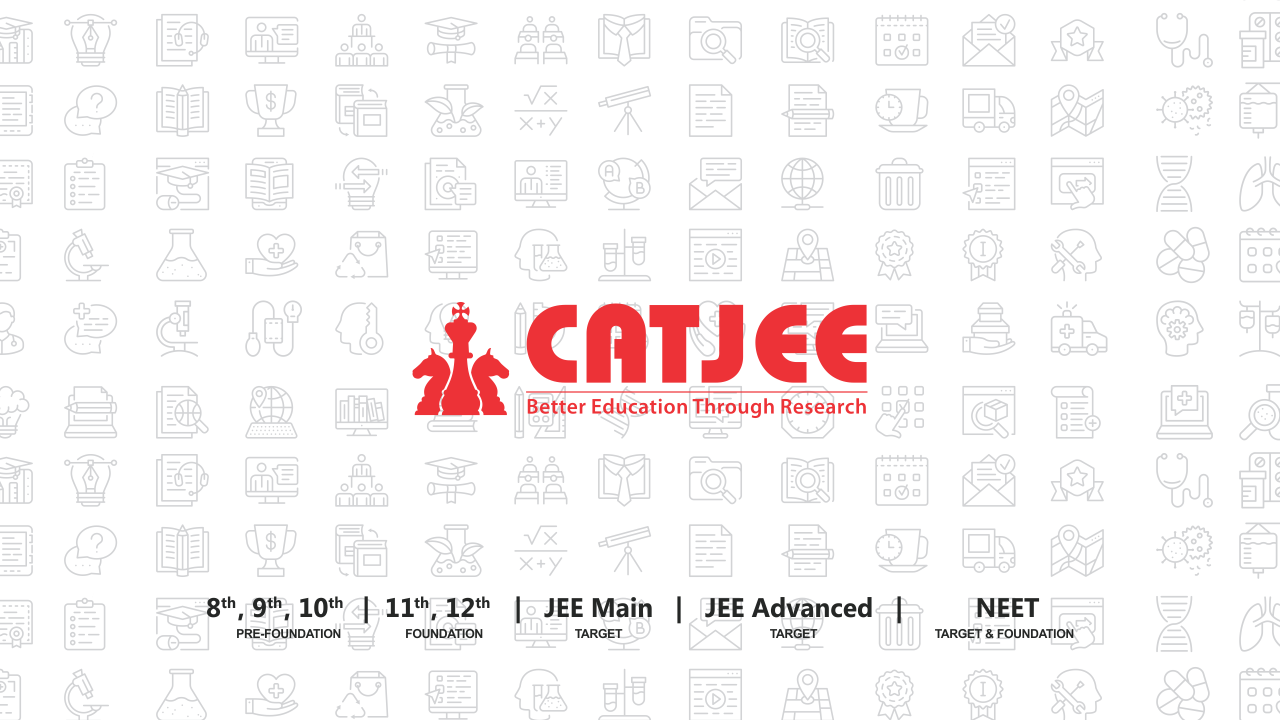 CATJEE
Better Education Through Research
8th, 9th, 10th | 11th, 12th | JEE Main | JEE Advanced | NEET
PRE-FOUNDATION FOUNDATION TARGET TARGET TARGET & FOUNDATION